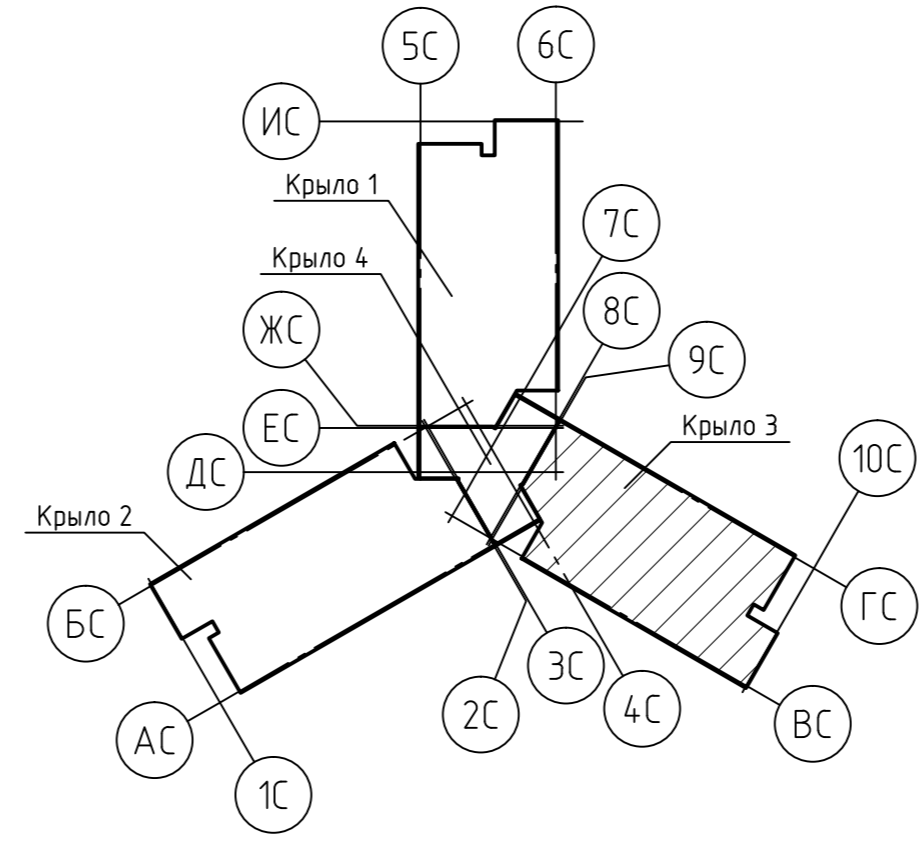 5С
6С
ИС
Крыло 1
7С
Крыло 4
8С
ЖС
9С
ЕС
Крыло 3
10С
ДС
Крыло 2
ГС
БС
3С
4С
2С
ВС
АС
1С